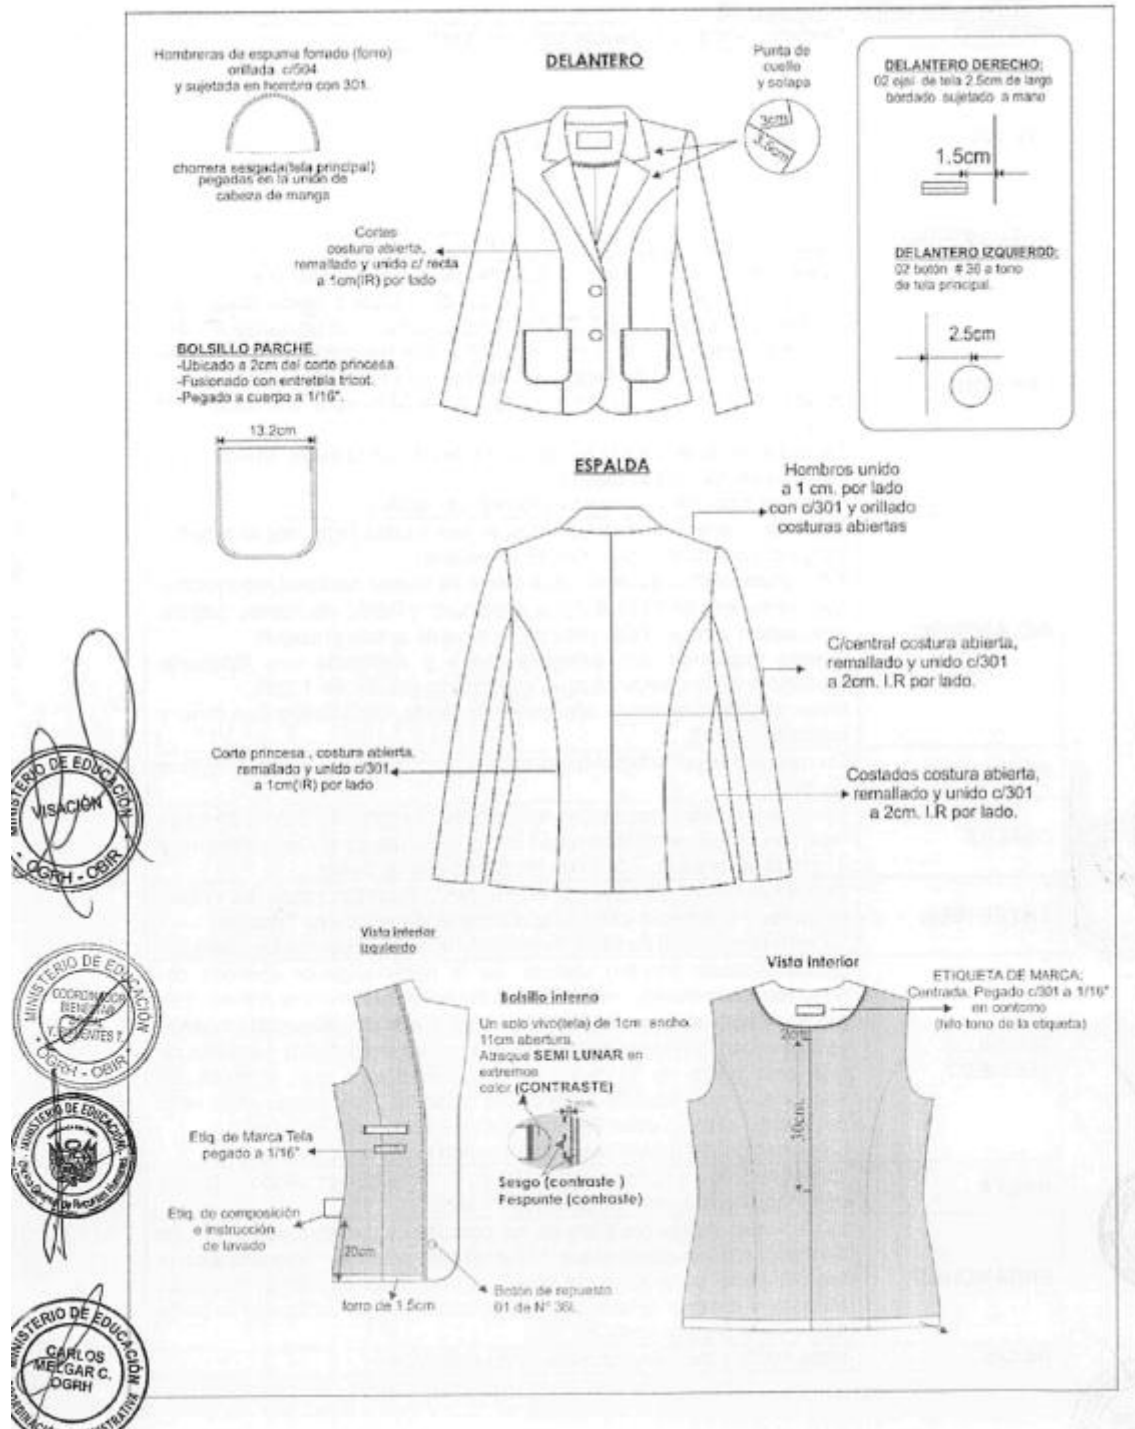 Hombreras de espuma forrado (forro)
orillada c/504
y sujetada en hombro con 301.
chorrera sesgada(tela principal)
pegadas en la unión de
cabeza de manga
DELANTERO
Punta de
cuello
y solapa
3cm
3.5cm
DELANTERO DERECHO:
02 ojal de tela 2.5cm de largo
bordado sujetado a mano
1.5cm
DELANTERO IZQUIERDO:
02 botón # 36 a tono
de tela principal.
2.5cm
Cortes
costura abierta,
remallado y unido c/ recta
a 1cm(IR) por lado
BOLSILLO PARCHE
-Ubicado a 2cm del corte princesa.
-Fusionado con entretela tricot.
-Pegado a cuerpo a 1/16".
13.2cm
ESPALDA
Hombros unido
a 1 cm. por lado
con c/301 y orillado
costuras abiertas
C/central costura abierta,
remallado y unido c/301
a 2cm. I.R por lado.
Corte princesa , costura abierta,
remallado y unido c/301
a 1cm(IR) por lado
Costados costura abierta,
remallado y unido c/301
a 2cm. I.R por lado.
Vista interior
izquierdo
Bolsillo interno
Un solo vivo(tela) de 1cm ancho.
11cm abertura.
Atraque SEMI LUNAR en
extremos
color (CONTRASTE)
Sesgo (contraste )
Pespunte (contraste)
Etiq. de Marca Tela
pegado a 1/16"
Etiq. de composición
e instrucción
de lavado
20cm
forro de 1.5cm
Botón de repuesto
01 de N° 36L
Vista interior
ETIQUETA DE MARCA:
Centrada, Pegado c/301 a 1/16"
en contorno
(hilo tono de la etiqueta)
2cm
30cm
MINISTERIO DE EDUCACIÓN
VISACIÓN
OGRH - OBIR
MINISTERIO DE EDUCACIÓN
COORDINADOR
BIENESTAR
OGRH - OBIR
MINISTERIO DE EDUCACIÓN
de Recursos Humanos
MINISTERIO DE EDUCACIÓN
CARLOS
MELGAR C.
OGRH